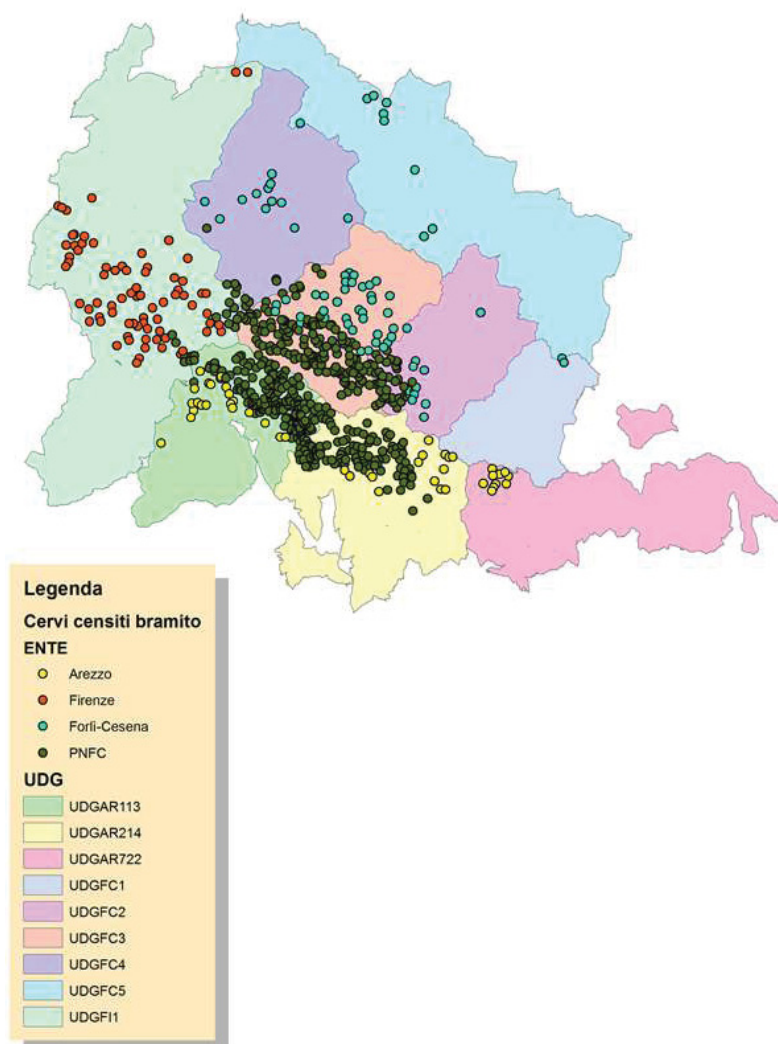 Legenda
Cervi censiti bramito
ENTE
Arezzo
Firenze
Forlì-Cesena
PNFC
UDG
UDGAR113
UDGAR214
UDGAR722
UDGFC1
UDGFC2
UDGFC3
UDGFC4
UDGFC5
UDGFI1